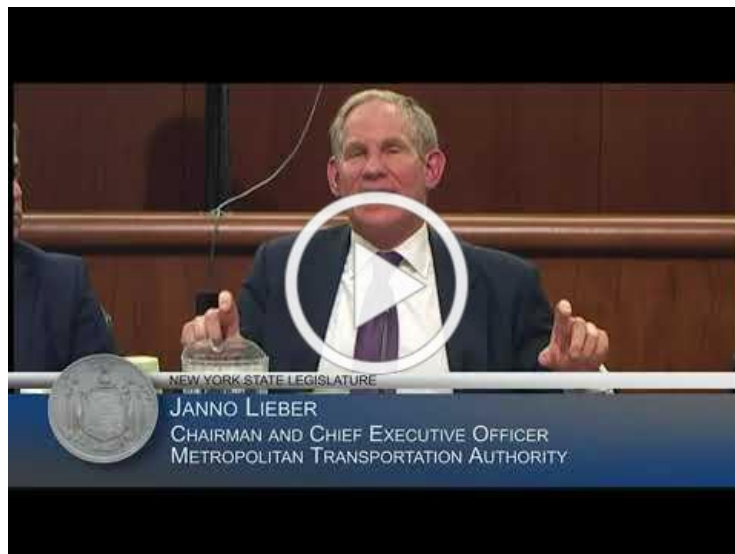 NEW YORK STATE LEGISLATURE
JANNO LIEBER
CHAIRMAN AND CHIEF EXECUTIVE OFFICER
METROPOLITAN TRANSPORTATION AUTHORITY